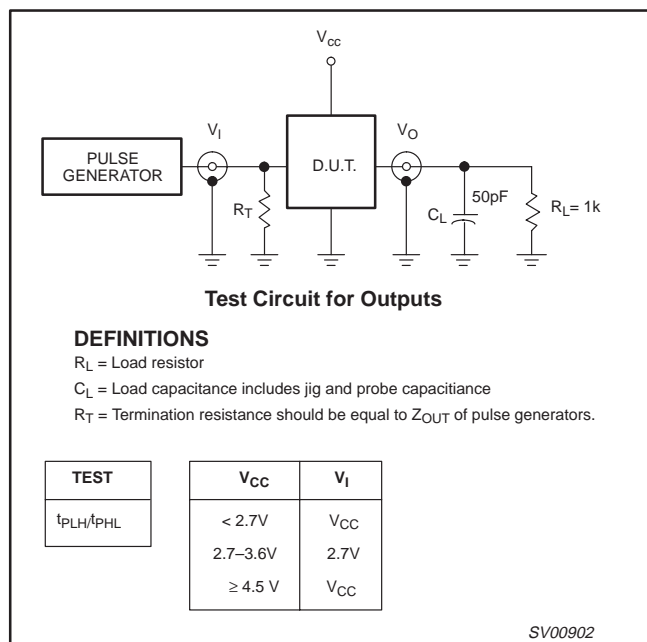 Vcc
VI
VO
PULSE
GENERATOR
D.U.T.
RT
50pF
CL
RL= 1k
Test Circuit for Outputs
DEFINITIONS
RL = Load resistor
CL = Load capacitance includes jig and probe capacitiance
RT = Termination resistance should be equal to ZOUT of pulse generators.
TEST
tPLH/tPHL
VCC VI
< 2.7V VCC
2.7–3.6V 2.7V
≥ 4.5 V VCC
SV00902